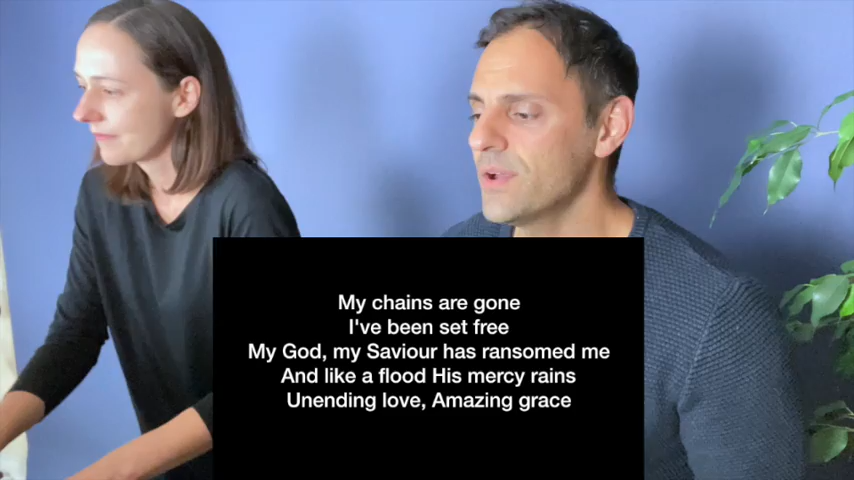 My chains are gone
I've been set free
My God, my Saviour has ransomed me
And like a flood His mercy rains
Unending love, Amazing grace